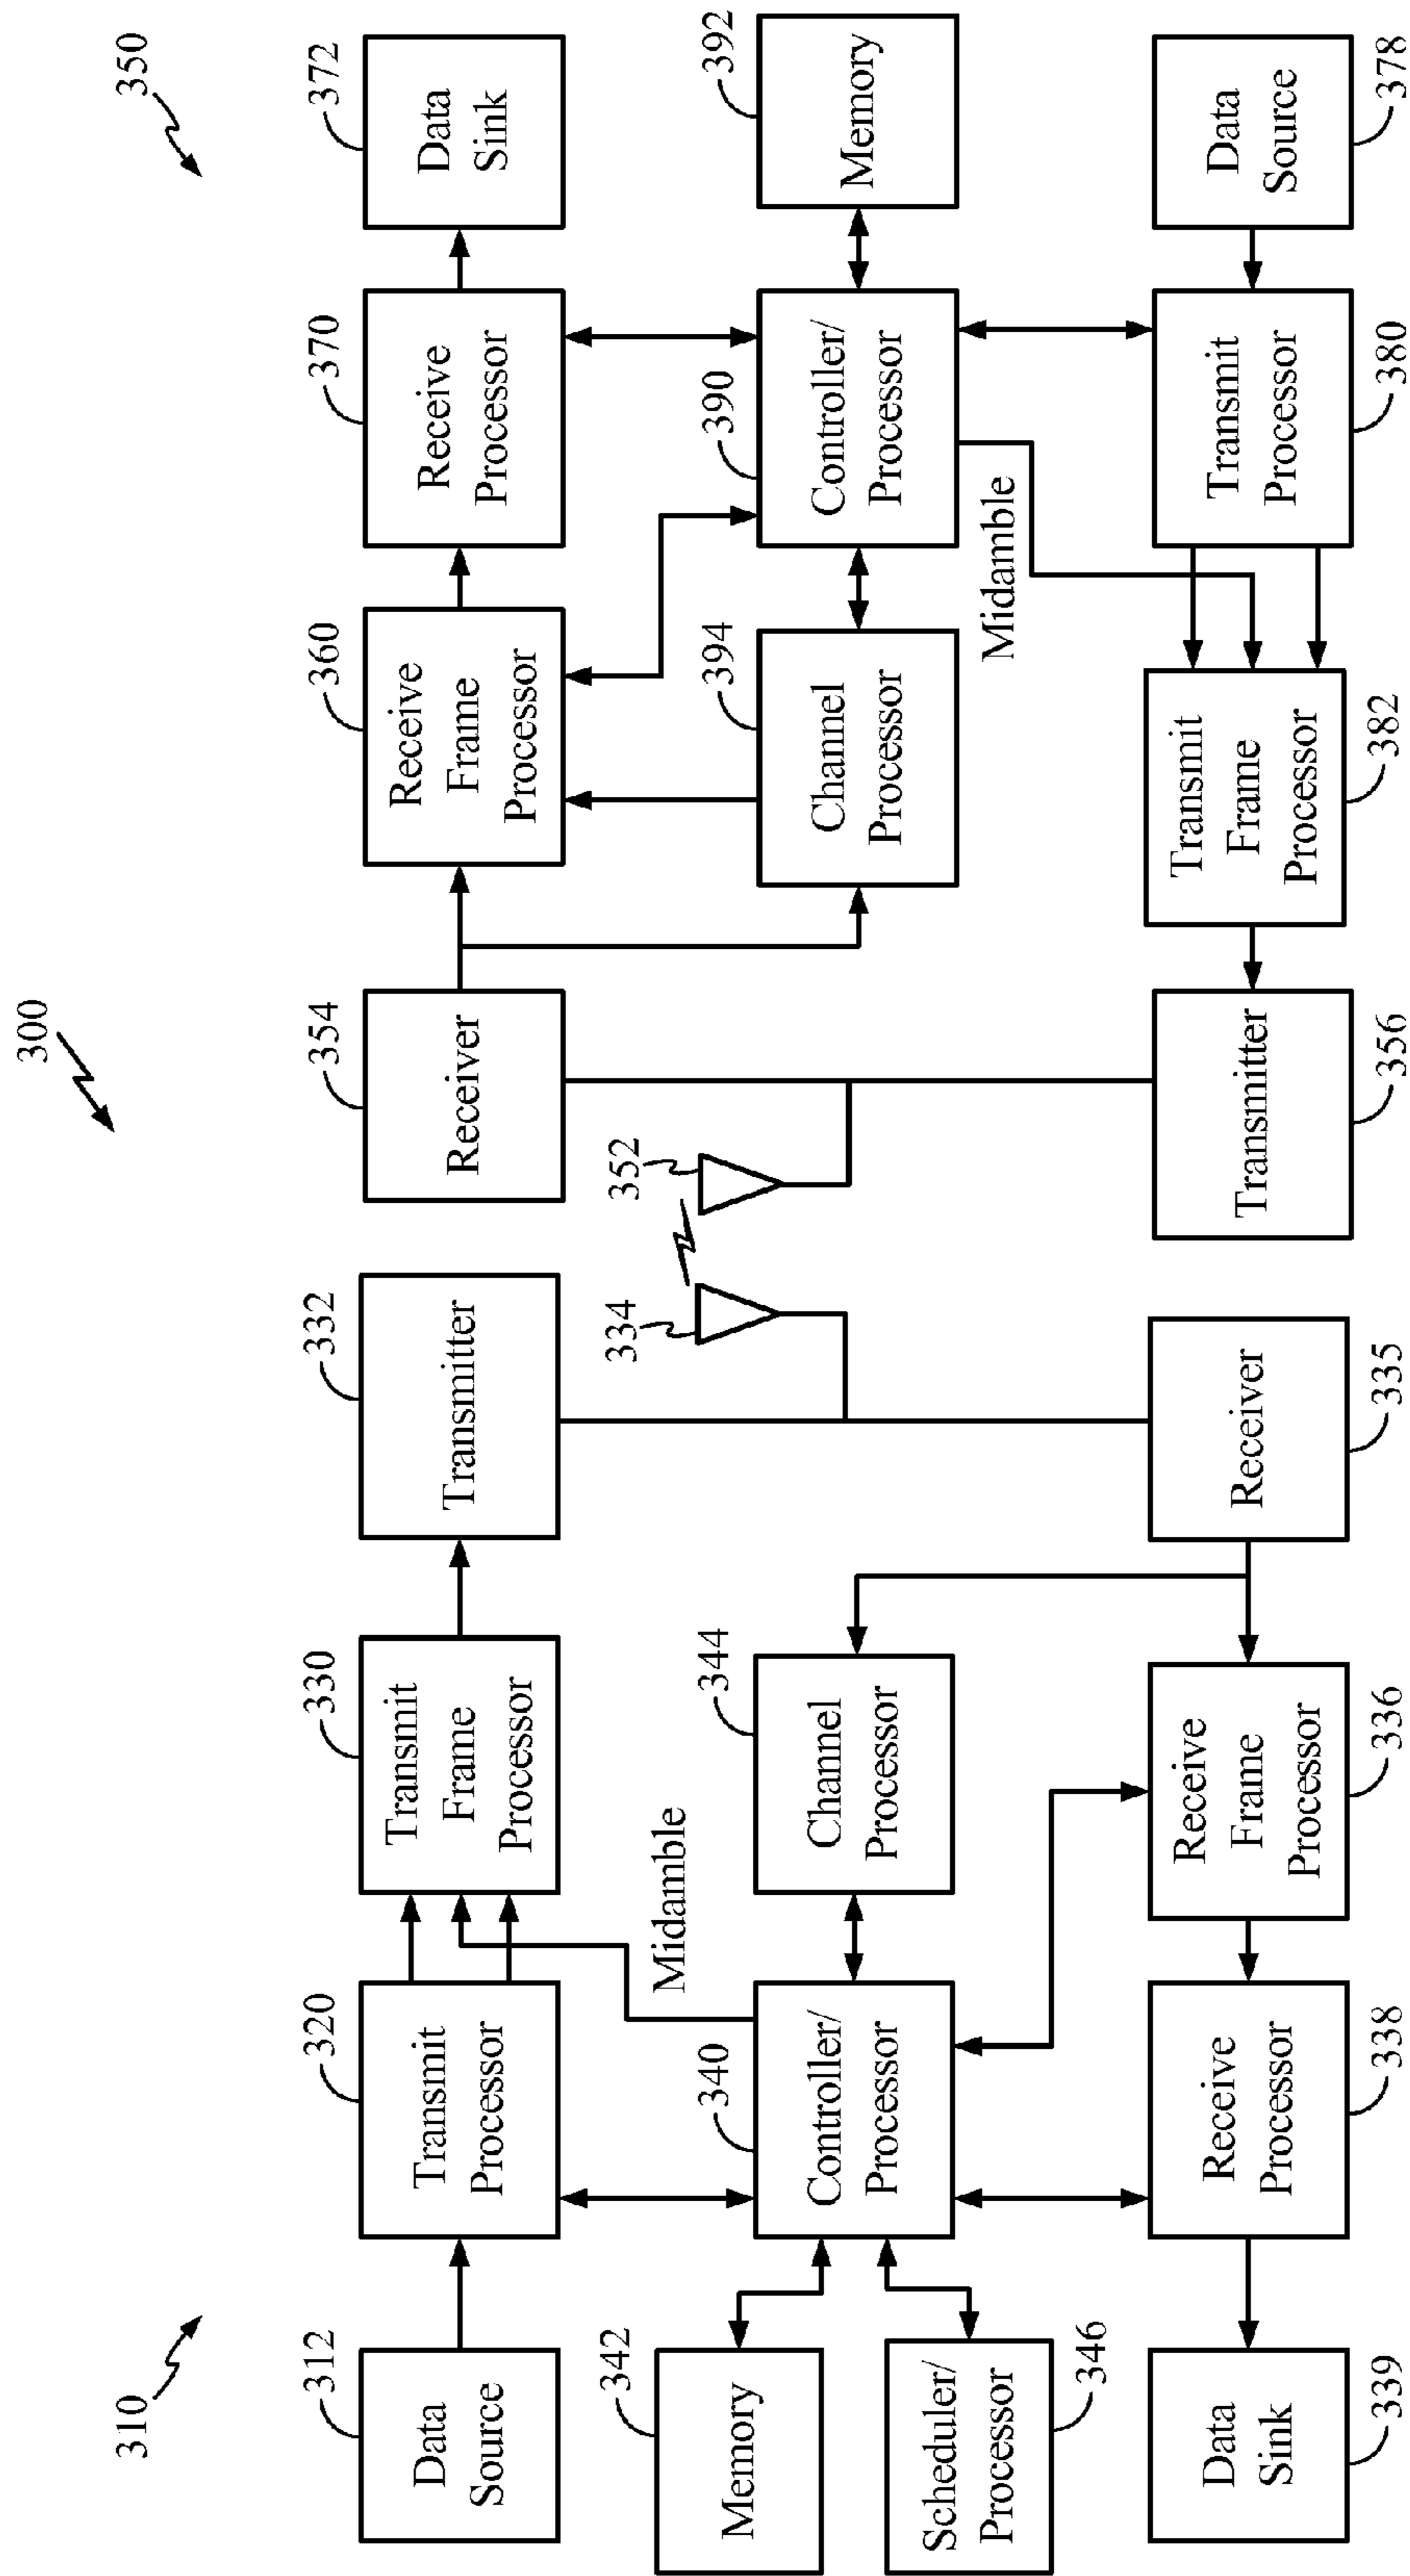 300
310
350
312
Data
Source
320
Transmit
Processor
330
Transmit
Frame
Processor
332
Transmitter
354
Receiver
360
Receive
Frame
Processor
370
Receive
Processor
372
Data
Sink
Midamble
334
352
342
Memory
340
Controller/
Processor
344
Channel
Processor
394
Channel
Processor
390
Controller/
Processor
392
Memory
Midamble
Scheduler/
Processor
346
Data
Sink
339
Receive
Processor
338
Receive
Frame
Processor
336
Receiver
335
Transmitter
356
Transmit
Frame
Processor
382
Transmit
Processor
380
Data
Source
378